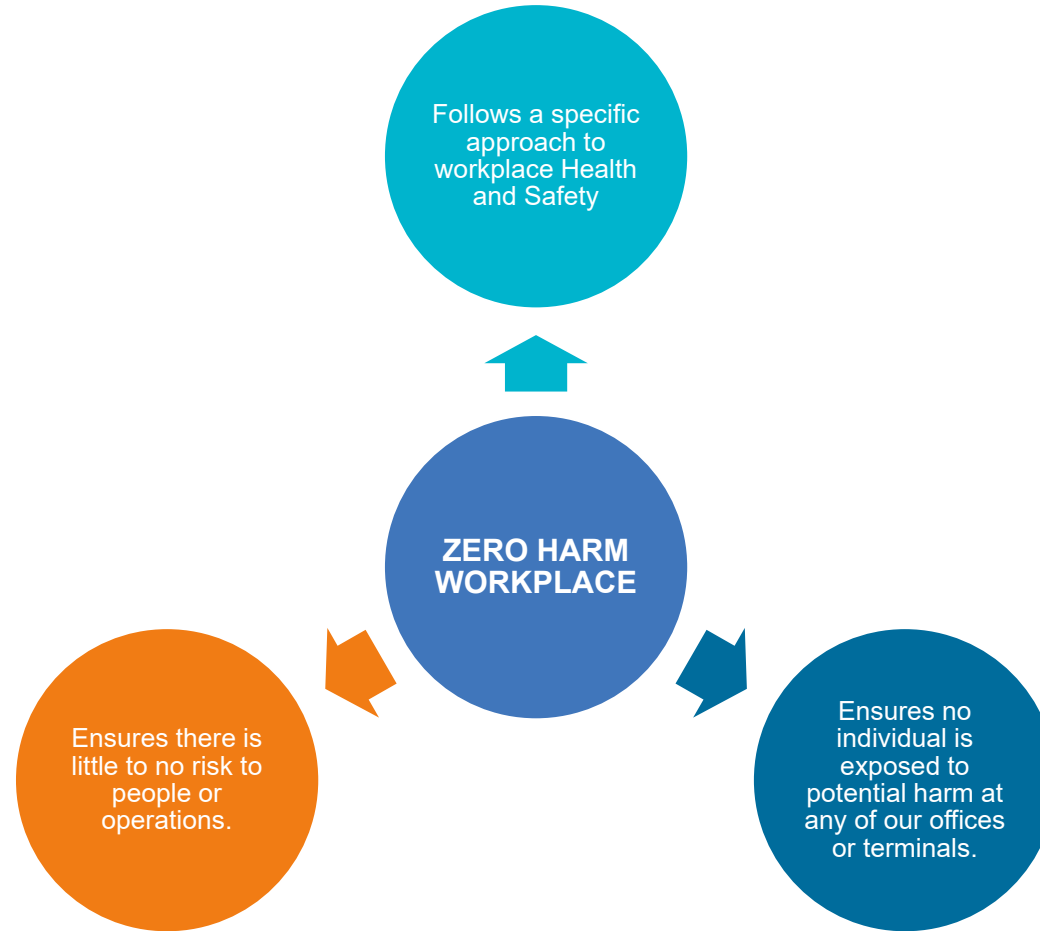 Follows a specific
approach to
workplace Health
and Safety
ZERO HARM
WORKPLACE
Ensures there is
little to no risk to
people or
operations.
Ensures no
individual is
exposed to
potential harm at
any of our offices
or terminals.